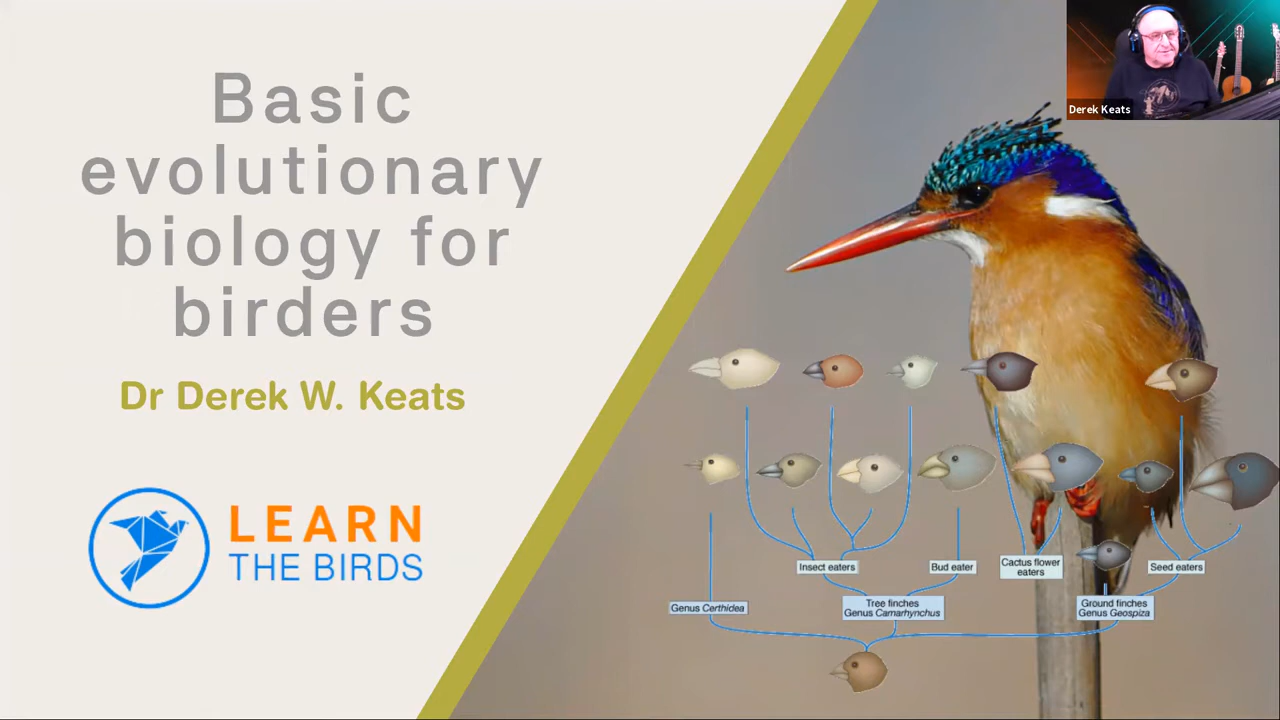 Basic
evolutionary
biology for
birders
Dr Derek W. Keats
LEARN
THE BIRDS
Derek Keats
Insect eaters
Bud eater
Cactus flower
eaters
Seed eaters
Genus Certhidea
Tree finches
Genus Camarhynchus
Ground finches
Genus Geospiza